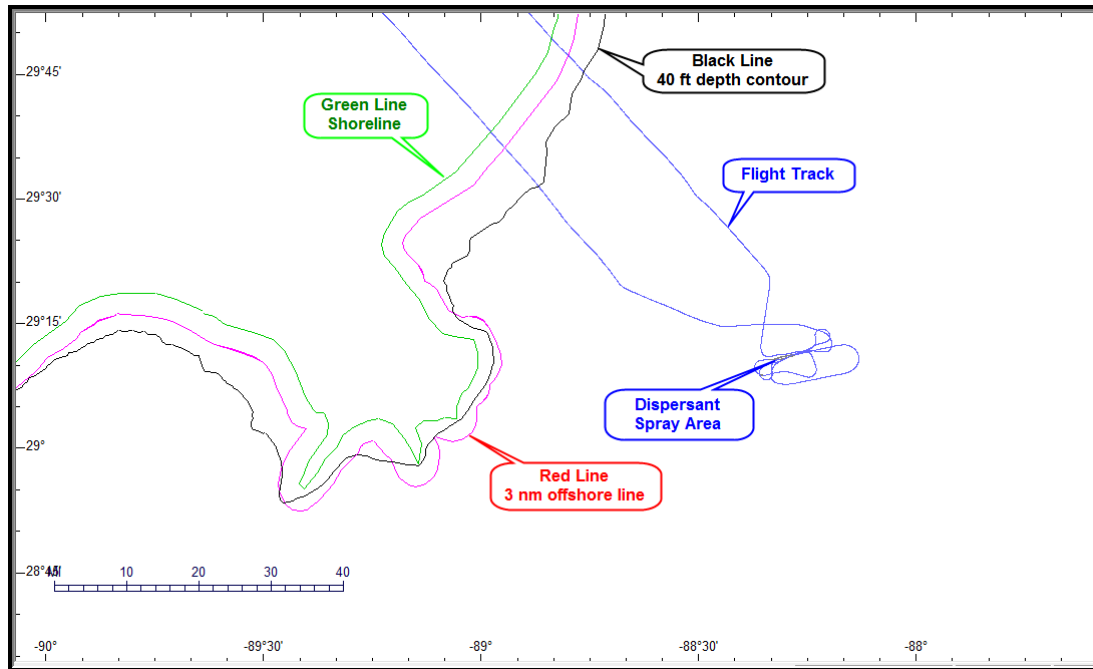 Black Line
40 ft depth contour
29°45'
Green Line
Shoreline
Flight Track
29°30'
29°15'
Dispersant
Spray Area
29°
Red Line
3 nm offshore line
28°45'
10 20 30 40
-90° -89°30' -89° -88°30' -88°